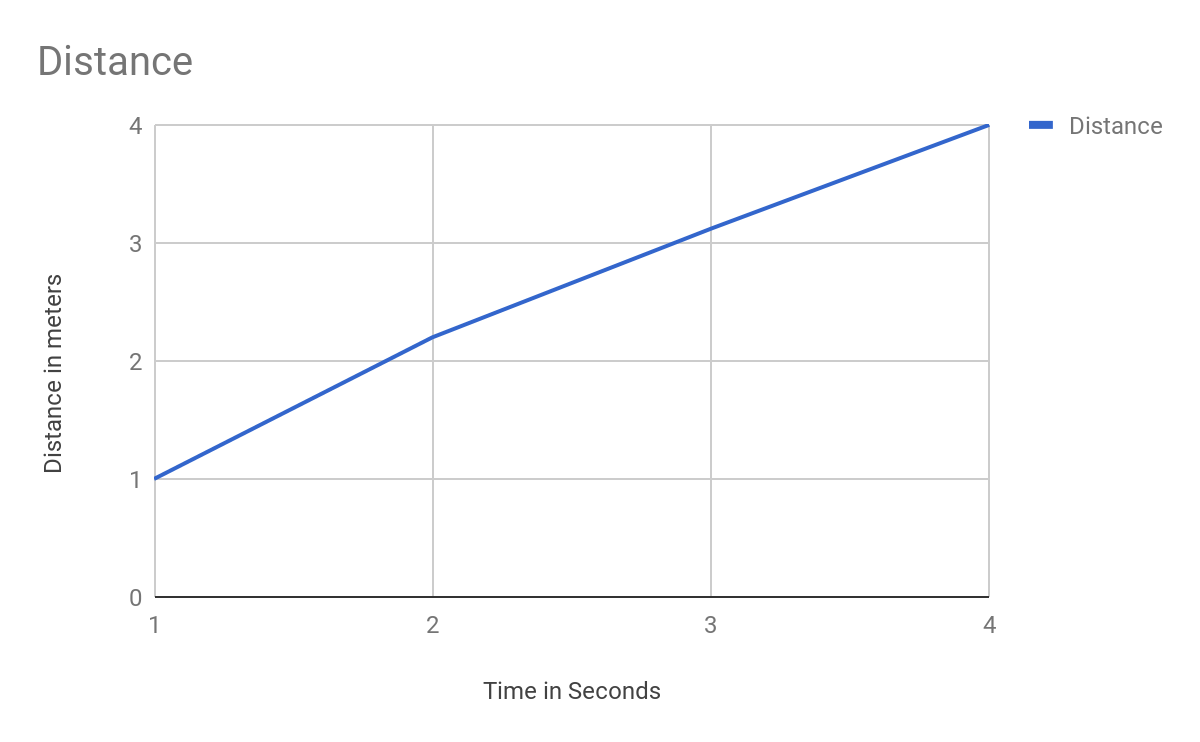 Distance
Distance
4
3
2
1
0
Distance in meters
1 2 3 4
Time in Seconds